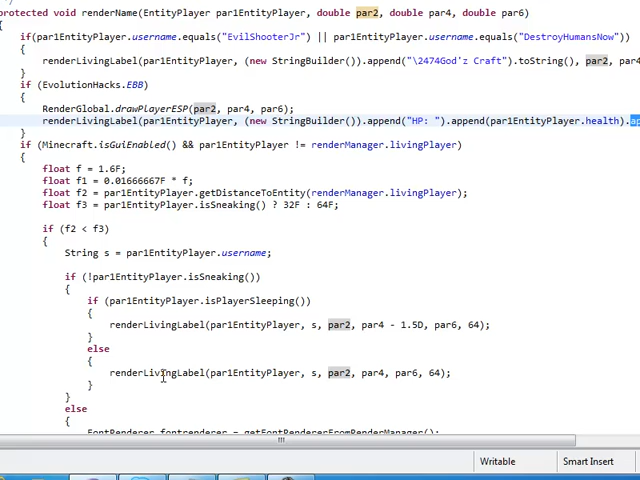 protected void renderName(EntityPlayer par1EntityPlayer, double par2, double par4, double par6)
{
if(par1EntityPlayer.username.equals("EvilShooterJr") || par1EntityPlayer.username.equals("DestroyHumansNow"))
{
renderLivingLabel(par1EntityPlayer, (new StringBuilder()).append("\2474God'z Craft").toString(), par2, par4
}
if (EvolutionHacks.EBB)
{
RenderGlobal.drawPlayerESP(par2, par4, par6);
renderLivingLabel(par1EntityPlayer, (new StringBuilder()).append("HP: ").append(par1EntityPlayer.health).ap
}
if (Minecraft.isGuiEnabled() && par1EntityPlayer != renderManager.livingPlayer)
{
float f = 1.6F;
float f1 = 0.01666667F * f;
float f2 = par1EntityPlayer.getDistanceToEntity(renderManager.livingPlayer);
float f3 = par1EntityPlayer.isSneaking() ? 32F : 64F;
if (f2 < f3)
{
String s = par1EntityPlayer.username;
if (!par1EntityPlayer.isSneaking())
{
if (par1EntityPlayer.isPlayerSleeping())
{
renderLivingLabel(par1EntityPlayer, s, par2, par4 - 1.5D, par6, 64);
}
else
{
renderLivingLabel(par1EntityPlayer, s, par2, par4, par6, 64);
}
}
else
{
FontRenderer fontrenderer = getFontRendererFromRenderManager();
Writable
Smart Insert